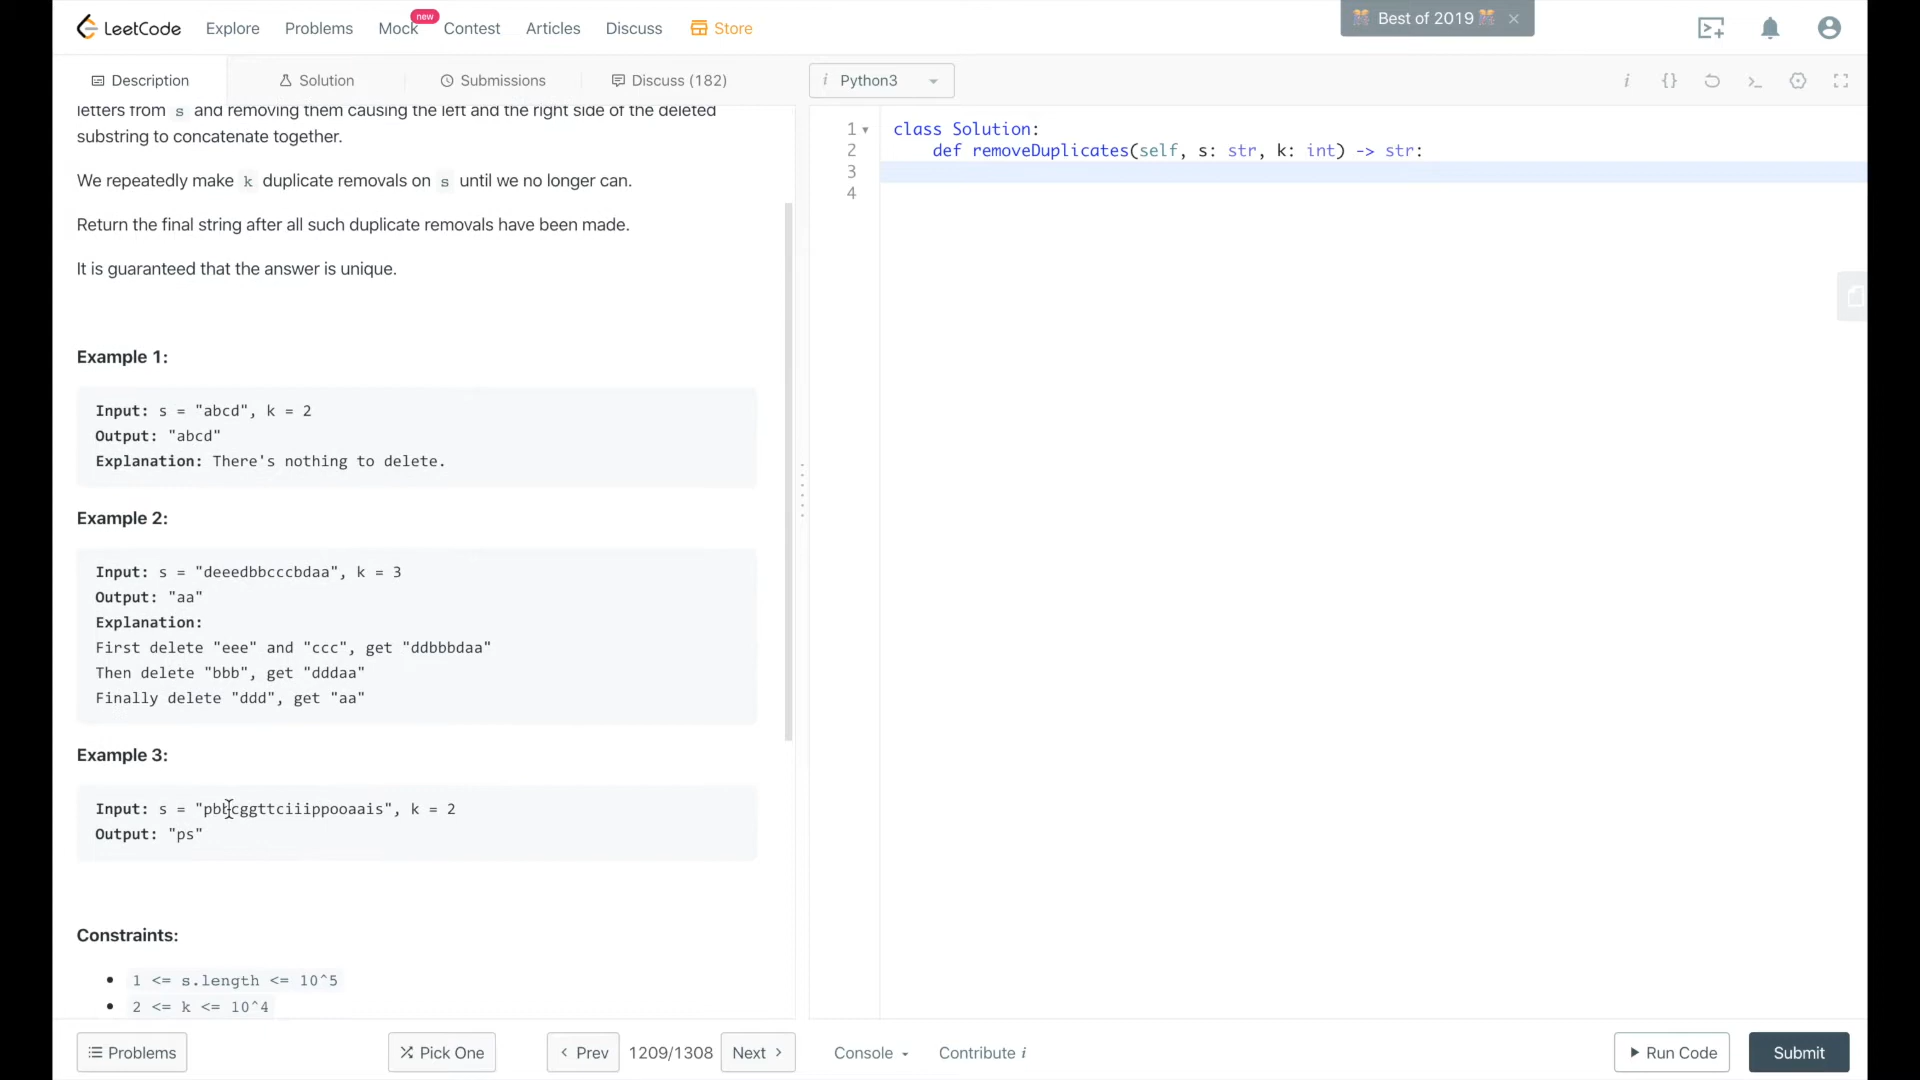 LeetCode
Explore
Problems
Mock
new
Contest
Articles
Discuss
Store
Best of 2019
Description
Solution
Submissions
Discuss (182)
i Python3
letters from s and removing them causing the left and the right side of the deleted
substring to concatenate together.
We repeatedly make k duplicate removals on s until we no longer can.
Return the final string after all such duplicate removals have been made.
It is guaranteed that the answer is unique.
Example 1:
Input: s = "abcd", k = 2
Output: "abcd"
Explanation: There's nothing to delete.
Example 2:
Input: s = "deeedbbcccbdaa", k = 3
Output: "aa"
Explanation:
First delete "eee" and "ccc", get "ddbbbdaa"
Then delete "bbb", get "dddaa"
Finally delete "ddd", get "aa"
Example 3:
Input: s = "pbbcggttciiippooaais", k = 2
Output: "ps"
Constraints:
1 <= s.length <= 10^5
2 <= k <= 10^4
1 class Solution:
2 def removeDuplicates(self, s: str, k: int) -> str:
3
4
Problems
Pick One
Prev
1209/1308
Next
Console
Contribute i
Run Code
Submit